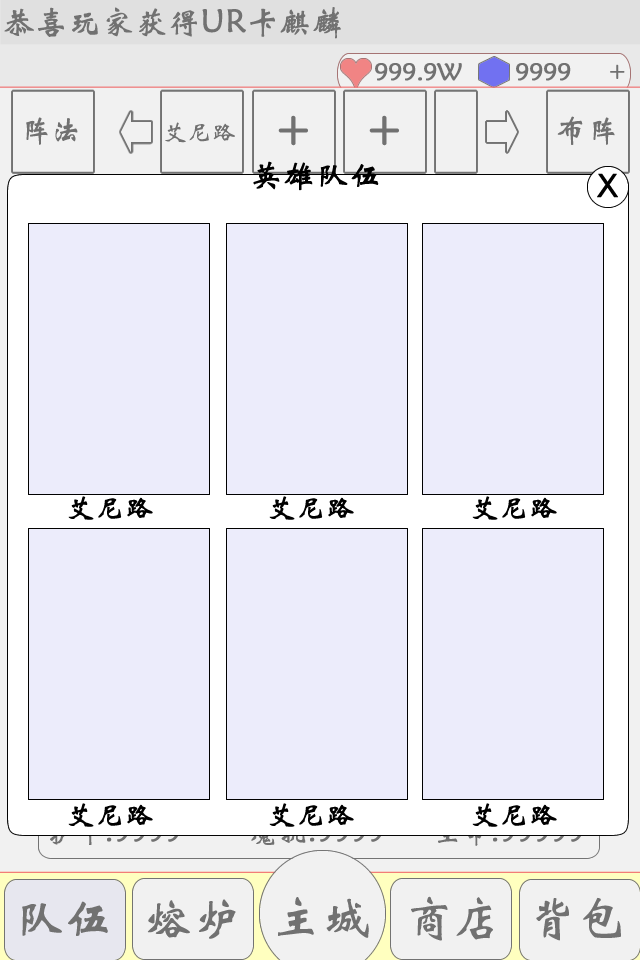 恭喜玩家获得UR卡麒麟
999.9W 9999 +
阵法 艾尼路 + + 布阵
英雄队伍 X
艾尼路 艾尼路 艾尼路
艾尼路 艾尼路 艾尼路
队伍 熔炉 主城 商店 背包